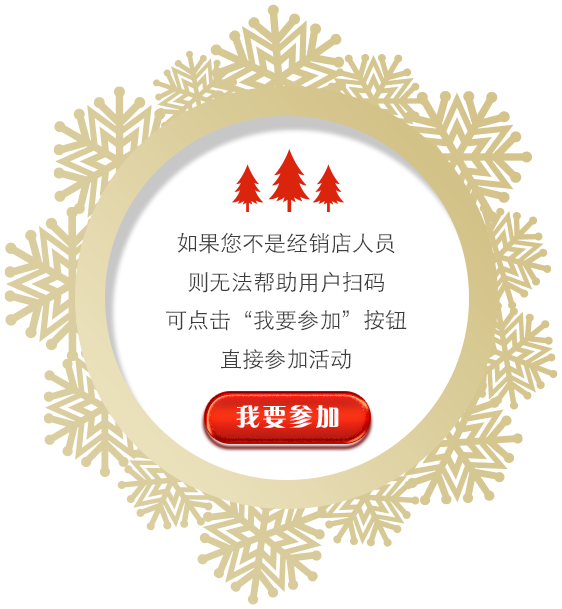 如果您不是经销店人员
则无法帮助用户扫码
可点击“我要参加”按钮
直接参加活动
我要参加